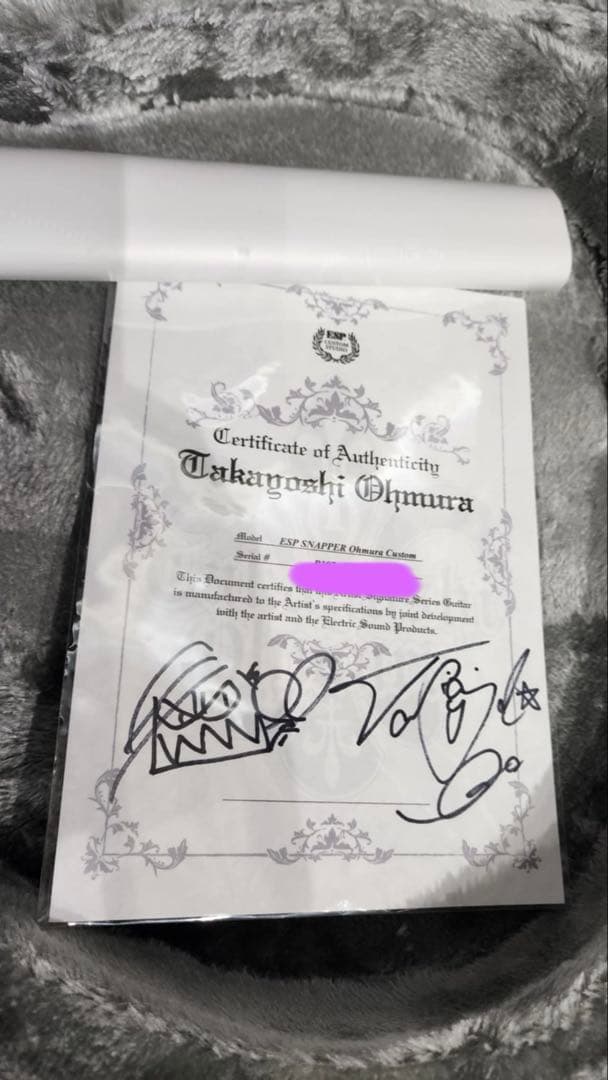 ESP
CUSTOM
STUDIO
Certificate of Authenticity
Takayoshi Ohmura
Model ESP SNAPPER Ohmura Custom
Serial #
This Document certifies that this Artist Signature Series Guitar
is manufactured to the Artist's specifications by joint development
with the artist and the Electric Sound Products.